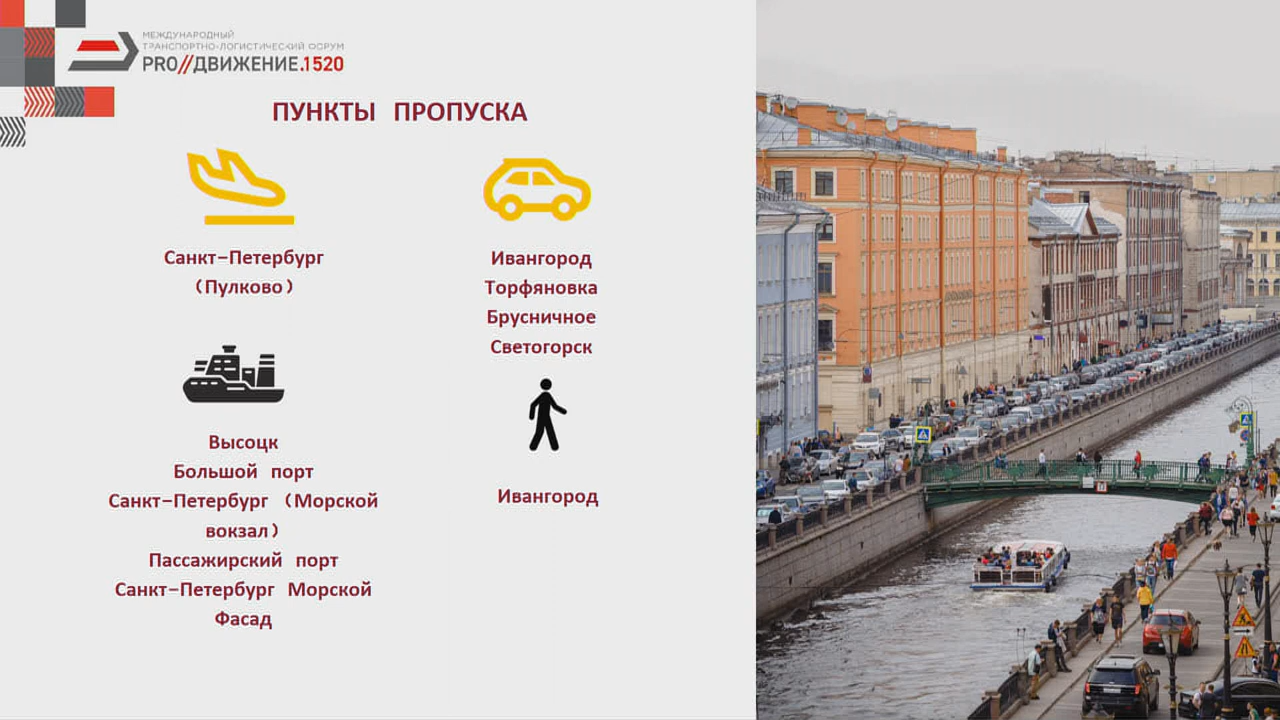 МЕЖДУНАРОДНЫЙ
ТРАНСПОРТНО-ЛОГИСТИЧЕСКИЙ ФОРУМ
PRO//ДВИЖЕНИЕ.1520
ПУНКТЫ ПРОПУСКА
Санкт-Петербург
(Пулково)
Высоцк
Большой порт
Санкт-Петербург (Морской
вокзал)
Пассажирский порт
Санкт-Петербург Морской
Фасад
Ивангород
Торфяновка
Брусничное
Светогорск
Ивангород